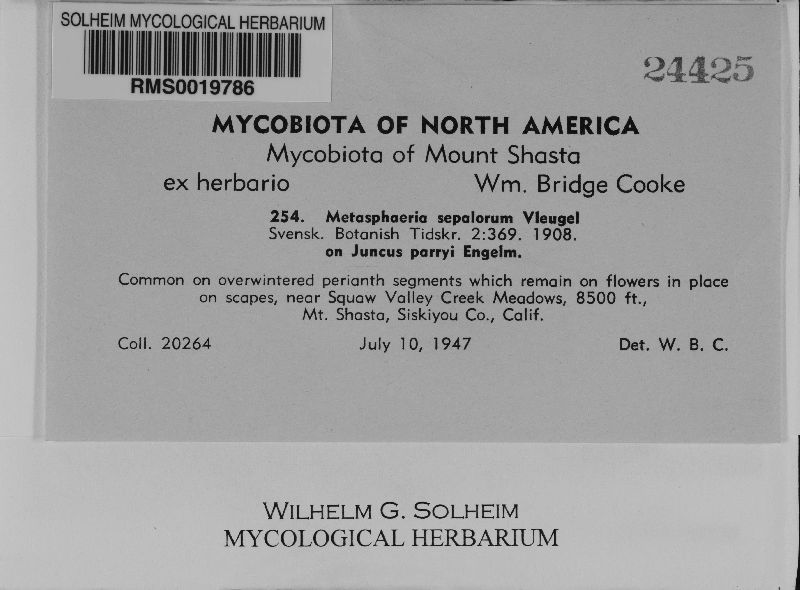 SOLHEIM MYCOLOGICAL HERBARIUM
RMS0019786
24425
MYCOBIOTA OF NORTH AMERICA
Mycobiota of Mount Shasta
ex herbario Wm. Bridge Cooke
254. Metasphaeria sepalorum Vleugel
Svensk. Botanish Tidskr. 2:369. 1908.
on Juncus parryi Engelm.
Common on overwintered perianth segments which remain on flowers in place
on scapes, near Squaw Valley Creek Meadows, 8500 ft.,
Mt. Shasta, Siskiyou Co., Calif.
Coll. 20264 July 10, 1947 Det. W. B. C.
WILHELM G. SOLHEIM
MYCOLOGICAL HERBARIUM